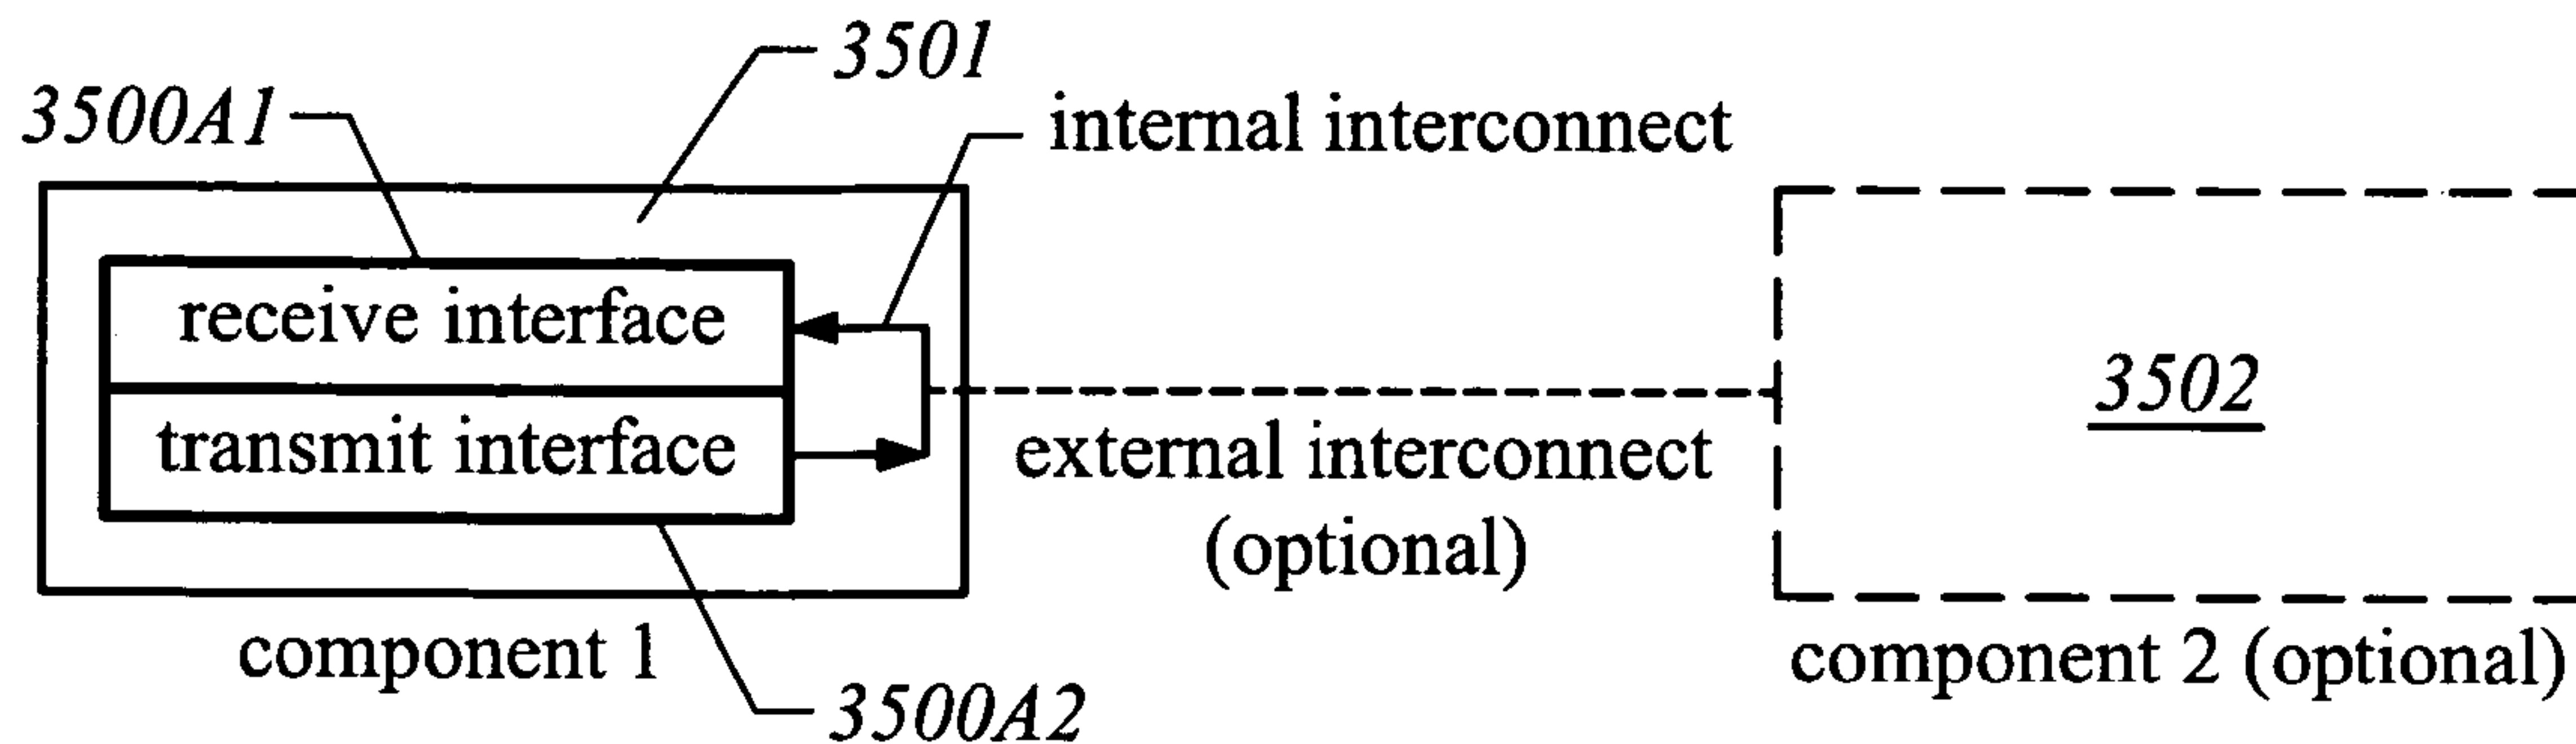 3501
3500A1
internal interconnect
receive interface
transmit interface
external interconnect
(optional)
3502
component 1
component 2 (optional)
3500A2